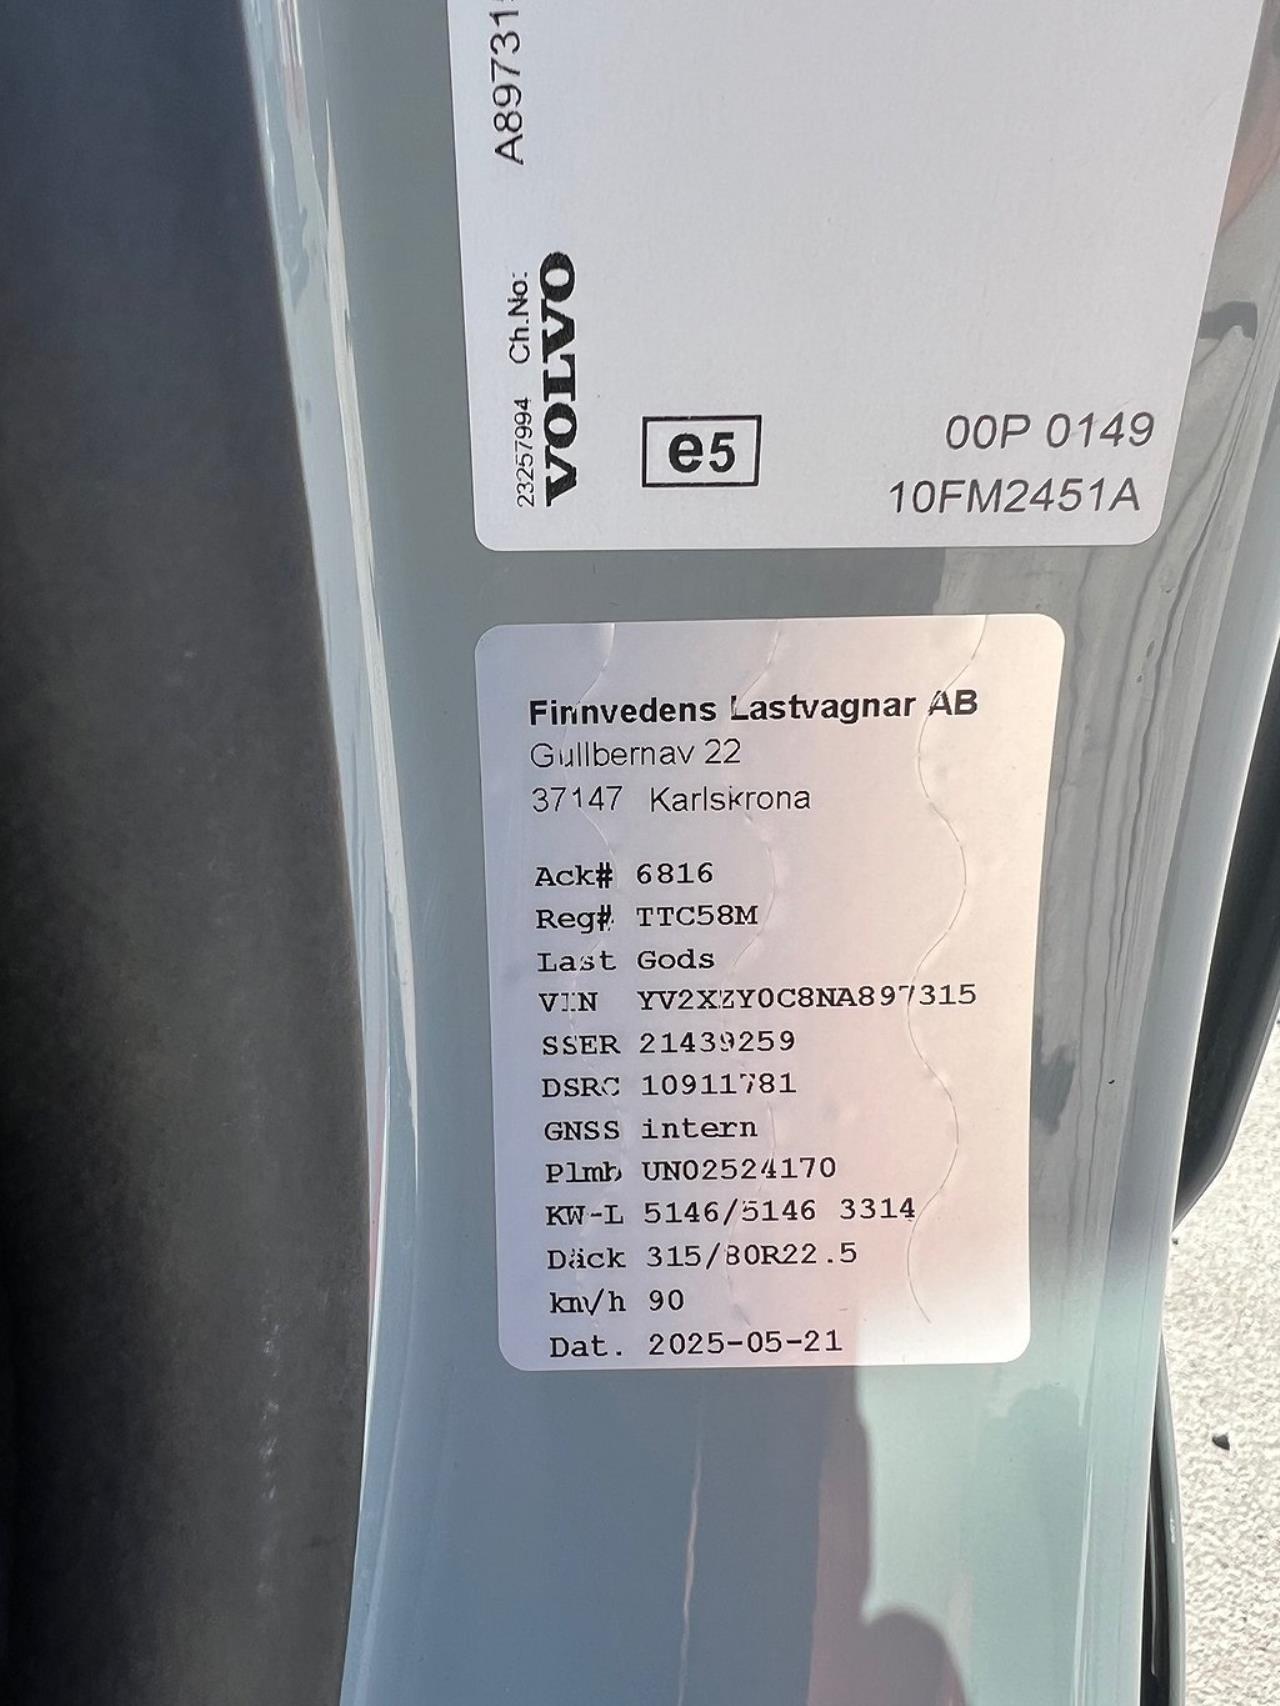 A897315
23257994 Ch.No:
VOLVO
e5
00P 0149
10FM2451A
Finnvedens Lastvagnar AB
Gullbernav 22
37147 Karlskrona
Ack# 6816
Reg# TTC58M
Last Gods
VIN YV2XZY0C8NA897315
SSER 21439259
DSRC 10911781
GNSS intern
Plmb UN02524170
KW-L 5146/5146 3314
Däck 315/80R22.5
km/h 90
Dat. 2025-05-21